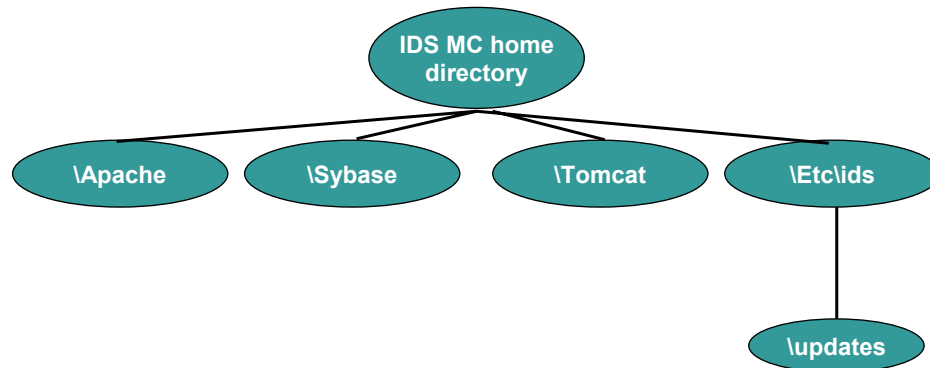 IDS MC home
directory
\Apache
\Sybase
\Tomcat
\Etc\ids
\updates